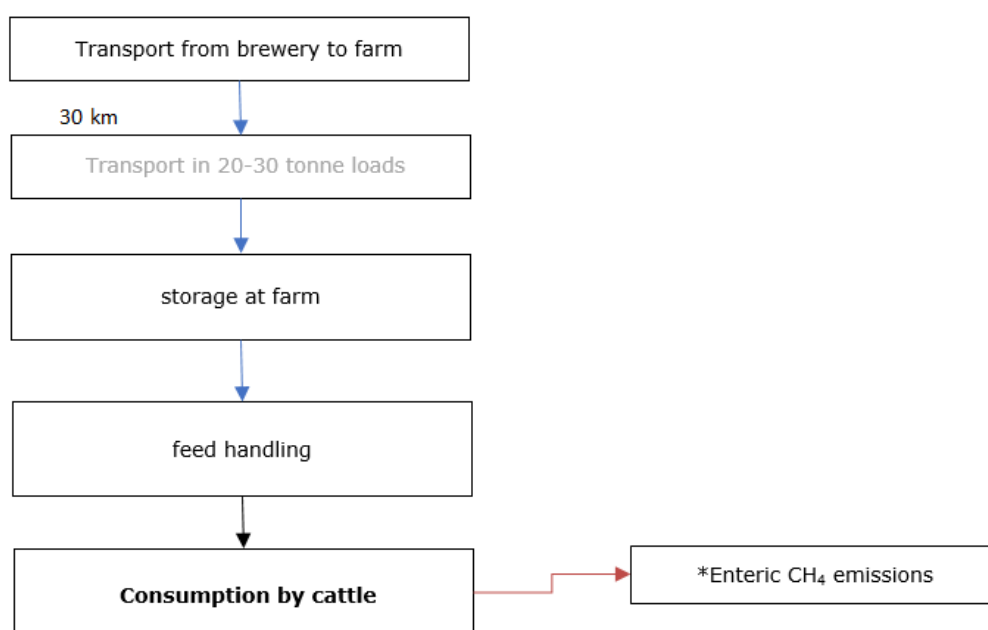 Transport from brewery to farm
30 km
Transport in 20-30 tonne loads
storage at farm
feed handling
Consumption by cattle
*Enteric CH₄ emissions